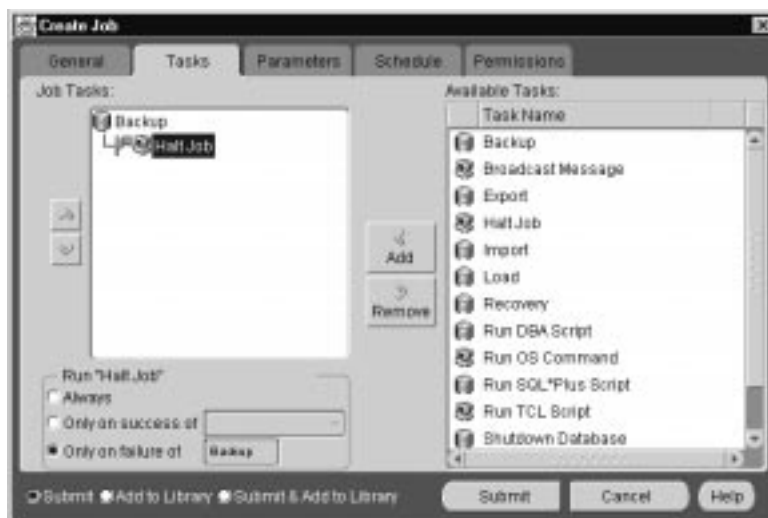 Create Job
General Tasks Parameters Schedule Permissions
Job Tasks:
Backup
Halt Job
Add
Remove
Available Tasks:
Task Name
Backup
Broadcast Message
Export
Halt Job
Import
Load
Recovery
Run DBA Script
Run OS Command
Run SQL*Plus Script
Run TCL Script
Shutdown Database
Run "Halt Job"
Always
Only on success of
Only on failure of Backup
Submit Add to Library Submit & Add to Library Submit Cancel Help